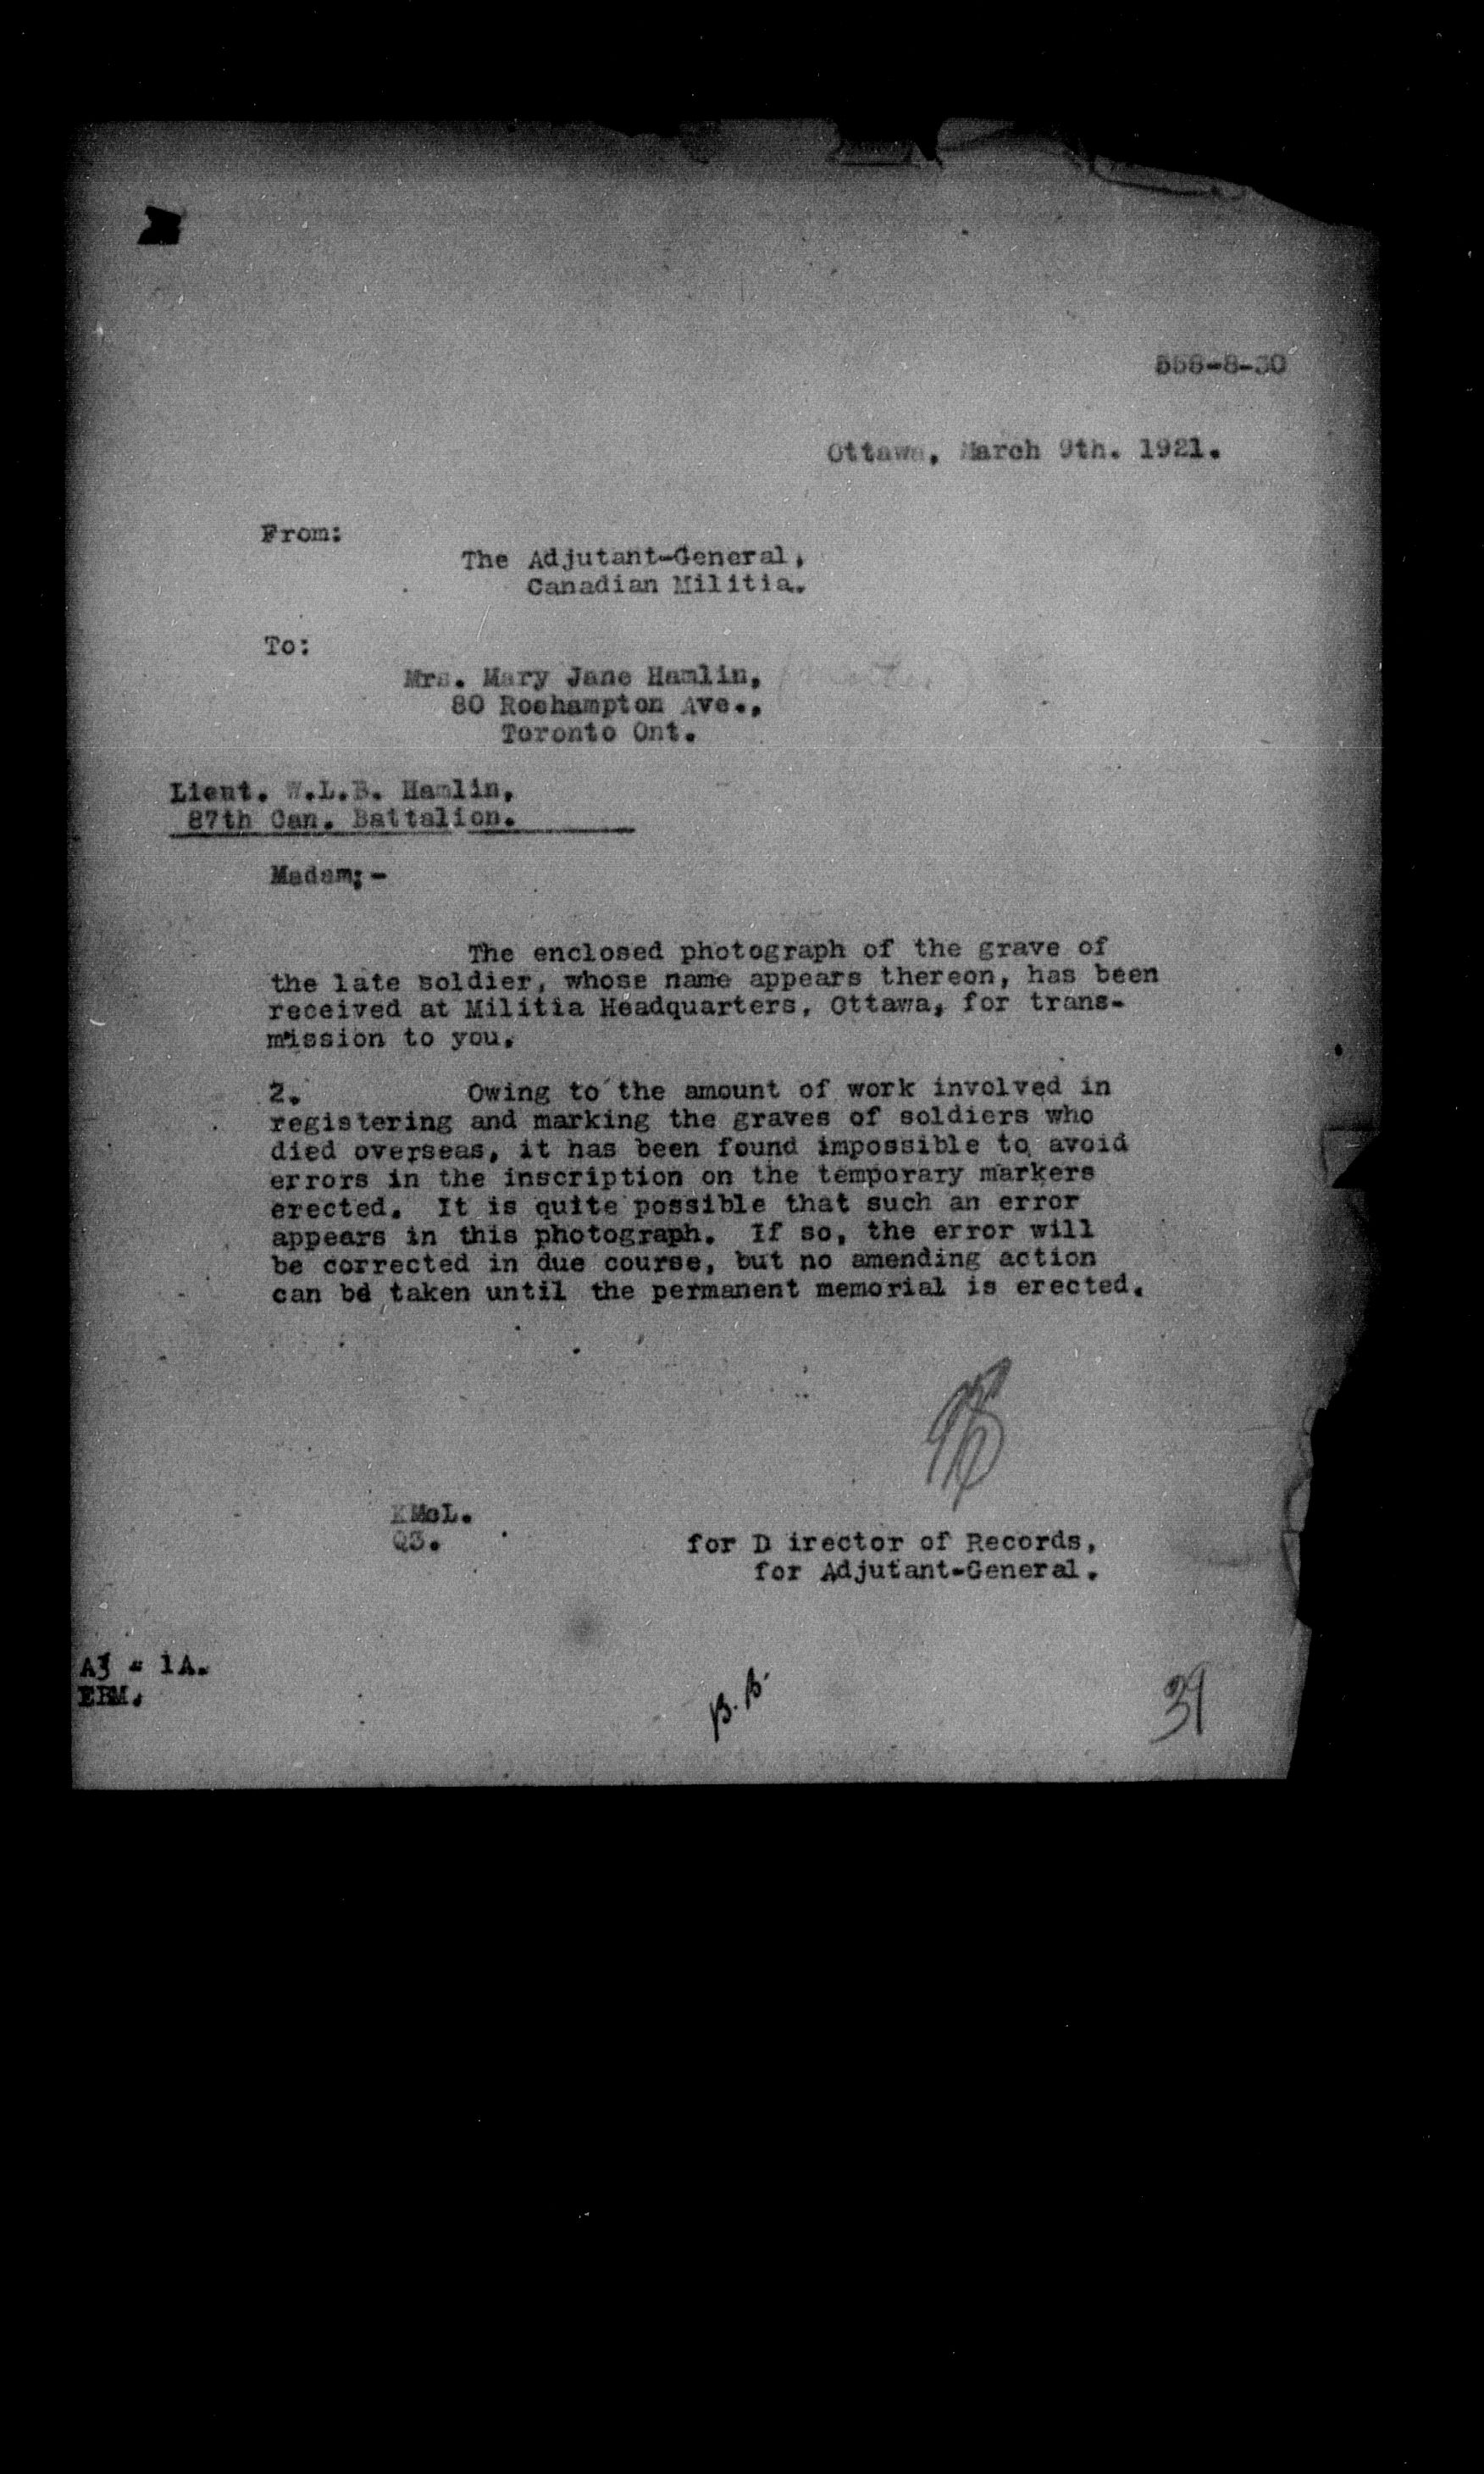 558-8-30
Ottawa, March 9th. 1921.
From:
The Adjutant-General,
Canadian Militia.
To:
Mrs. Mary Jane Hamlin,
80 Roehampton Ave.,
Toronto Ont.
Lieut. W.L.B. Hamlin,
87th Can. Battalion.
Madam;-
The enclosed photograph of the grave of
the late soldier, whose name appears thereon, has been
received at Militia Headquarters, Ottawa, for trans-
mission to you.
2. Owing to the amount of work involved in
registering and marking the graves of soldiers who
died overseas, it has been found impossible to avoid
errors in the inscription on the temporary markers
erected. It is quite possible that such an error
appears in this photograph. If so, the error will
be corrected in due course, but no amending action
can be taken until the permanent memorial is erected.
KMcL.
Q3.
for D irector of Records,
for Adjutant-General.
A3 - 1A.
EBM.
B.B.
39